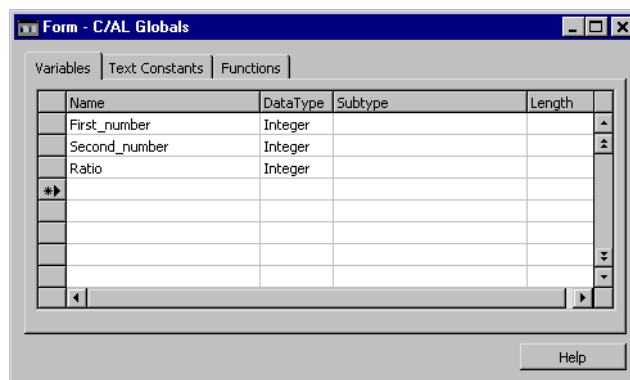 Form - C/AL Globals
Variables Text Constants Functions
Name DataType Subtype Length
First_number Integer
Second_number Integer
Ratio Integer
Help